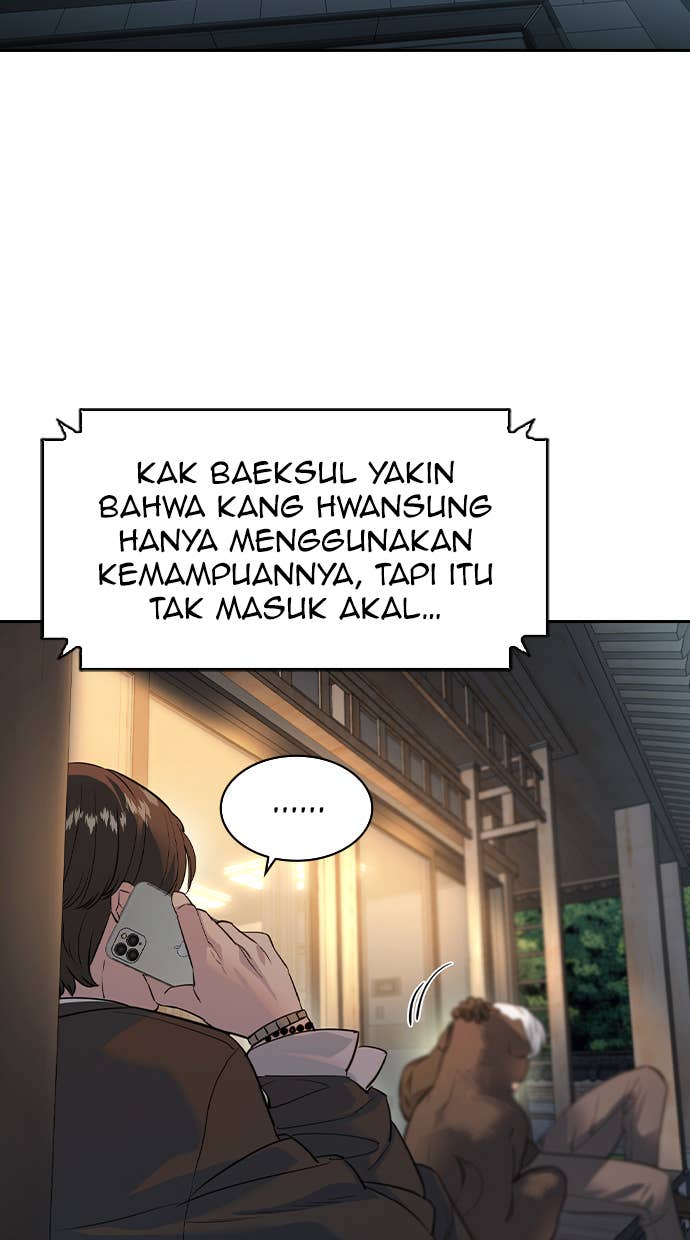 KAK BAEKSUL YAKIN
BAHWA KANG HWANSUNG
HANYA MENGGUNAKAN
KEMAMPUANNYA, TAPI ITU
TAK MASUK AKAL...
......